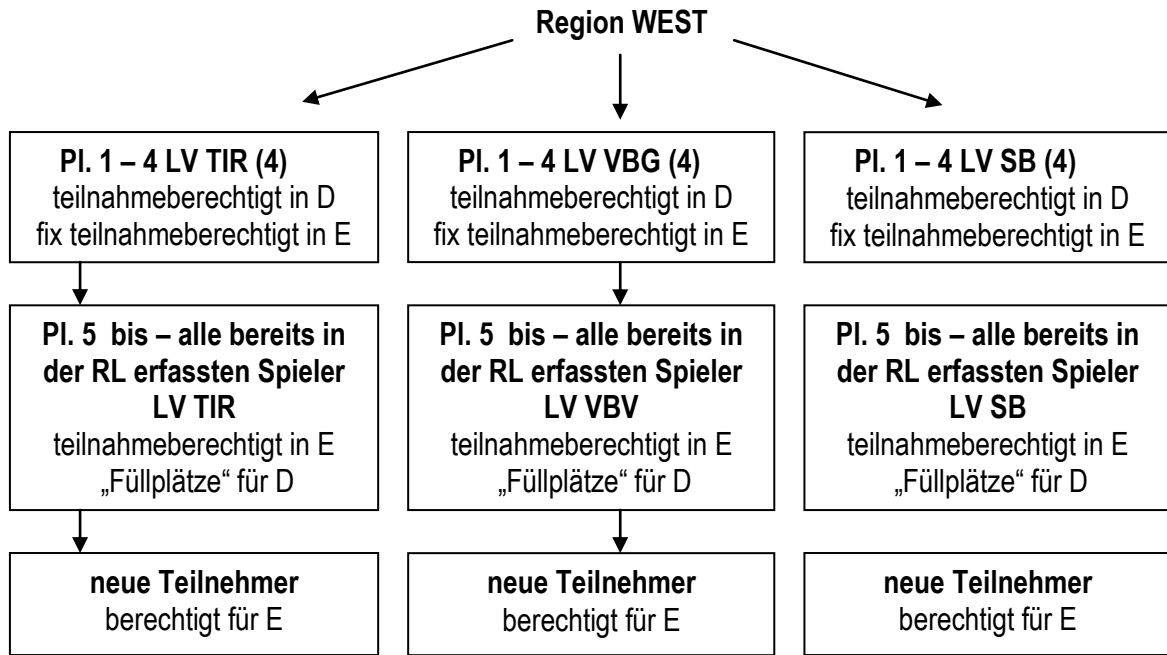 Region WEST
Pl. 1 – 4 LV TIR (4)
teilnahmeberechtigt in D
fix teilnahmeberechtigt in E
Pl. 5 bis – alle bereits in
der RL erfassten Spieler
LV TIR
teilnahmeberechtigt in E
„Füllplätze“ für D
neue Teilnehmer
berechtigt für E
Pl. 1 – 4 LV VBG (4)
teilnahmeberechtigt in D
fix teilnahmeberechtigt in E
Pl. 5 bis – alle bereits in
der RL erfassten Spieler
LV VBV
teilnahmeberechtigt in E
„Füllplätze“ für D
neue Teilnehmer
berechtigt für E
Pl. 1 – 4 LV SB (4)
teilnahmeberechtigt in D
fix teilnahmeberechtigt in E
Pl. 5 bis – alle bereits in
der RL erfassten Spieler
LV SB
teilnahmeberechtigt in E
„Füllplätze“ für D
neue Teilnehmer
berechtigt für E